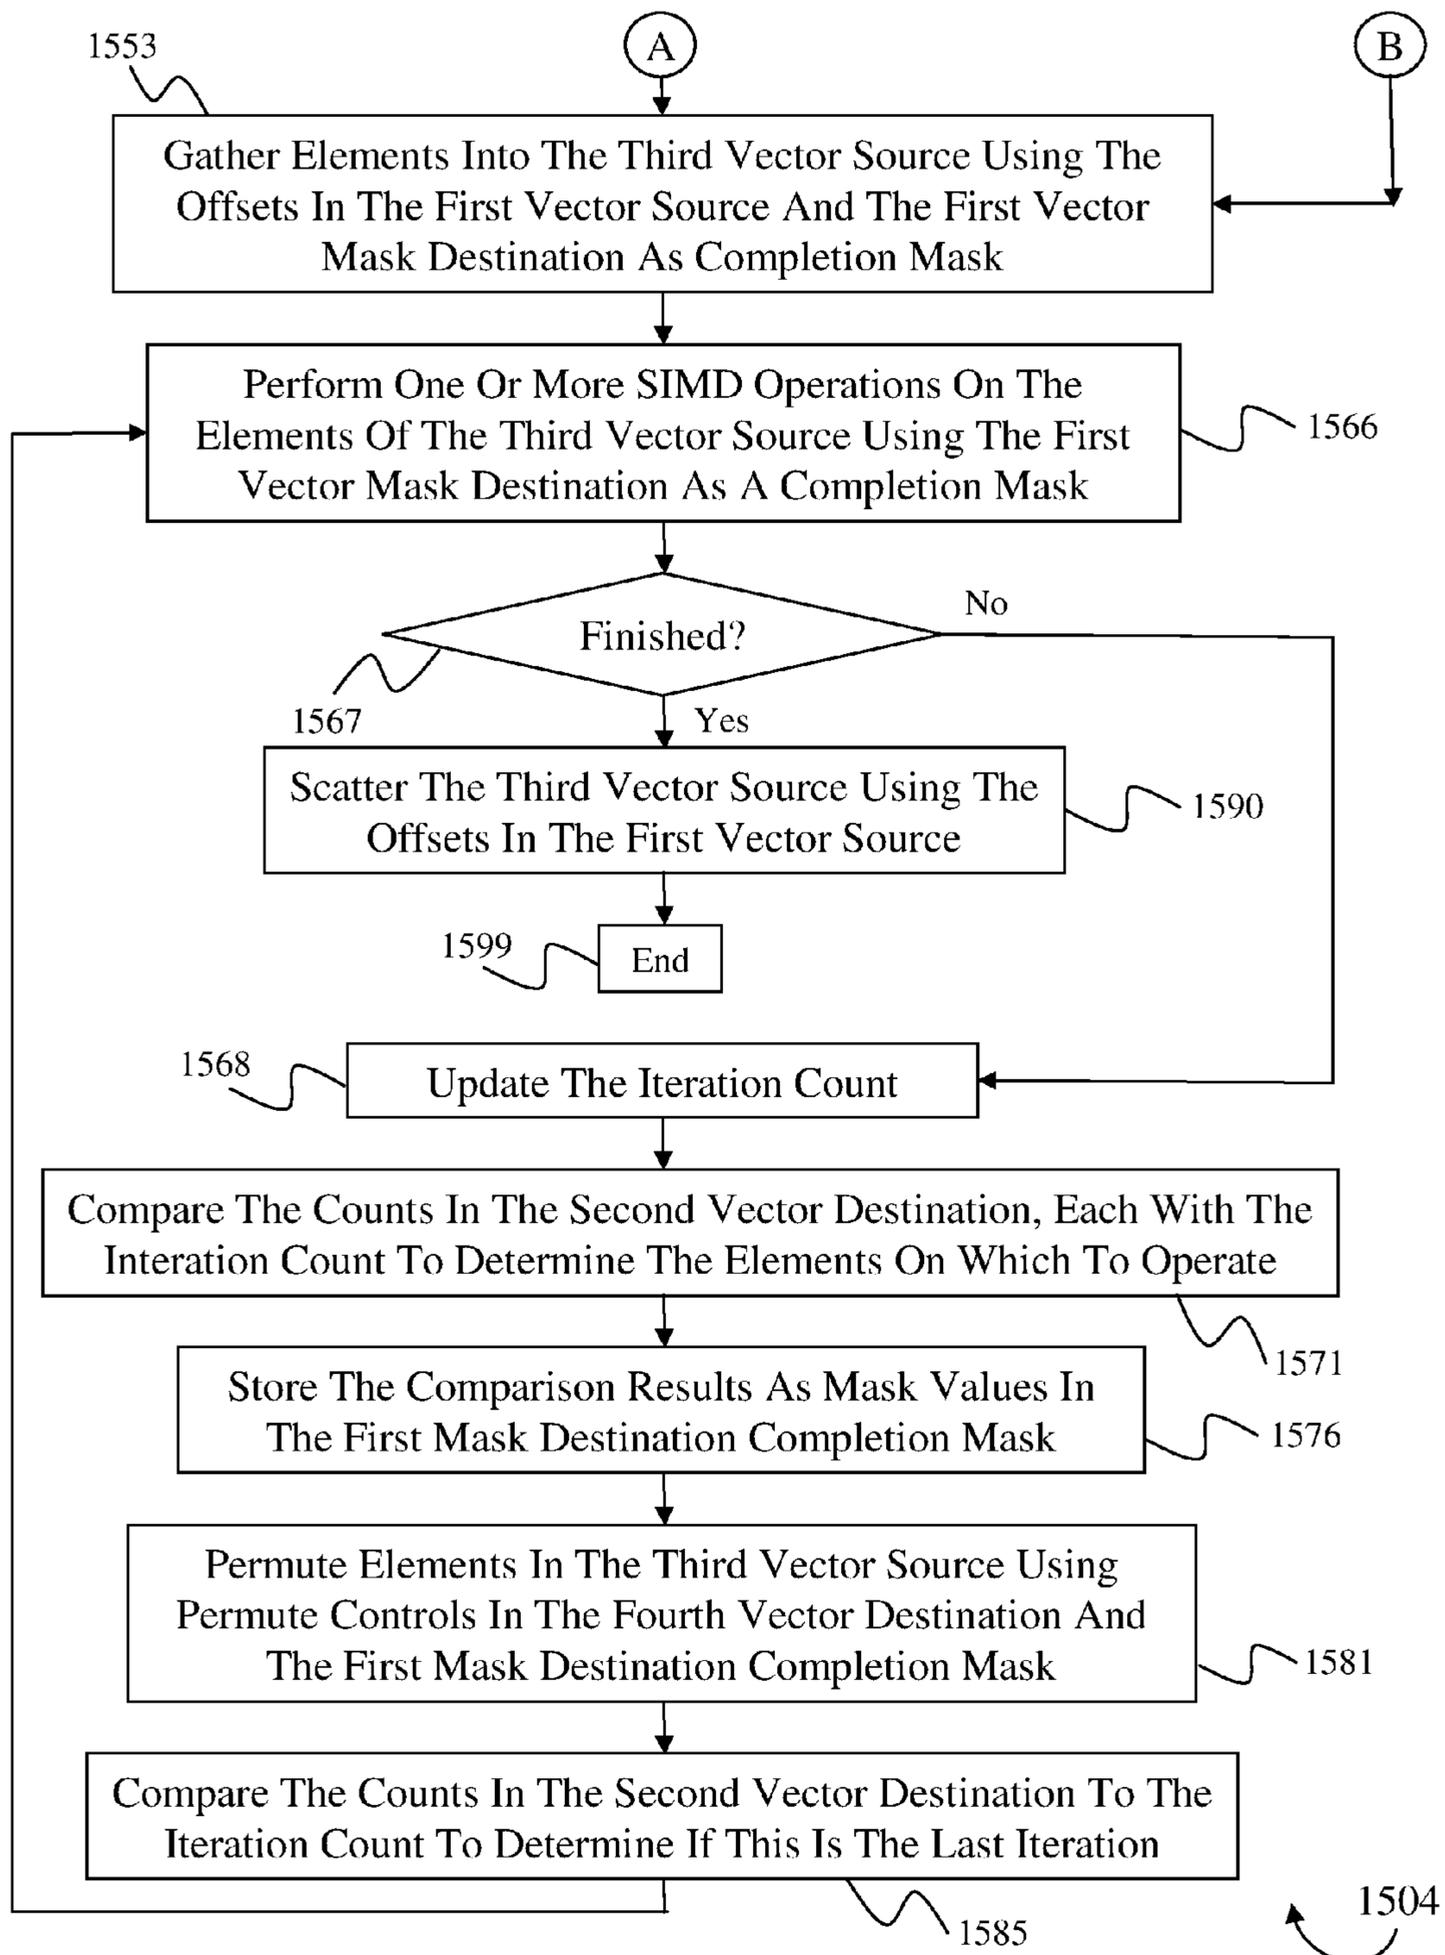 A
B
1553
Gather Elements Into The Third Vector Source Using The
Offsets In The First Vector Source And The First Vector
Mask Destination As Completion Mask
Perform One Or More SIMD Operations On The
Elements Of The Third Vector Source Using The First
Vector Mask Destination As A Completion Mask
1566
Finished?
No
1567
Yes
Scatter The Third Vector Source Using The
Offsets In The First Vector Source
1590
1599
End
1568
Update The Iteration Count
Compare The Counts In The Second Vector Destination, Each With The
Interation Count To Determine The Elements On Which To Operate
1571
Store The Comparison Results As Mask Values In
The First Mask Destination Completion Mask
1576
Permute Elements In The Third Vector Source Using
Permute Controls In The Fourth Vector Destination And
The First Mask Destination Completion Mask
1581
Compare The Counts In The Second Vector Destination To The
Iteration Count To Determine If This Is The Last Iteration
1585
1504